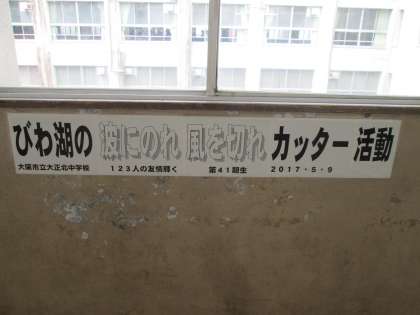 びわ湖の 波にのれ 風を切れ カッター 活動
大阪市立大正北中学校 123人の友情輝く 第41期生 2017・5・9